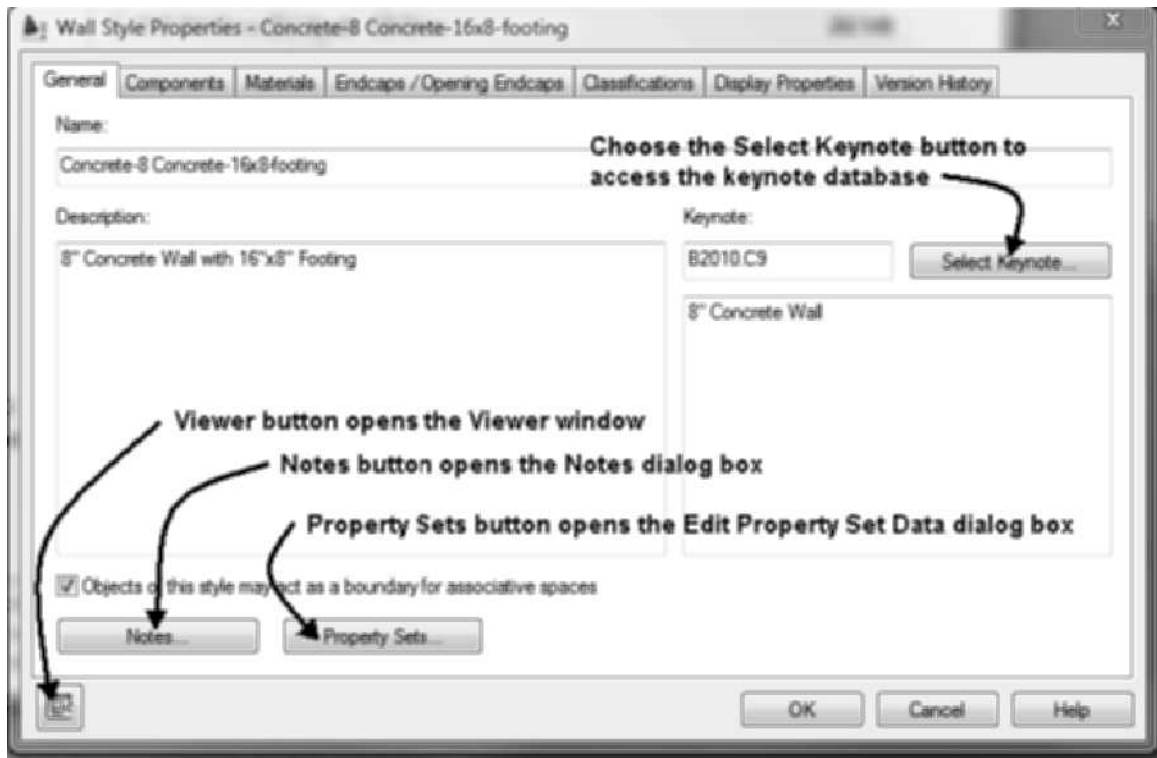 Wall Style Properties - Concrete-8 Concrete-16x8-footing
General Components Materials Endcaps / Opening Endcaps Classifications Display Properties Version History
Name:
Choose the Select Keynote button to
access the keynote database
Concrete-8 Concrete-16x8-footing
Description:
Keynote:
8" Concrete Wall with 16"x8" Footing
B2010.C9
Select Keynote...
8" Concrete Wall
Viewer button opens the Viewer window
Notes button opens the Notes dialog box
Property Sets button opens the Edit Property Set Data dialog box
Objects of this style may act as a boundary for associative spaces
Notes... Property Sets...
OK Cancel Help